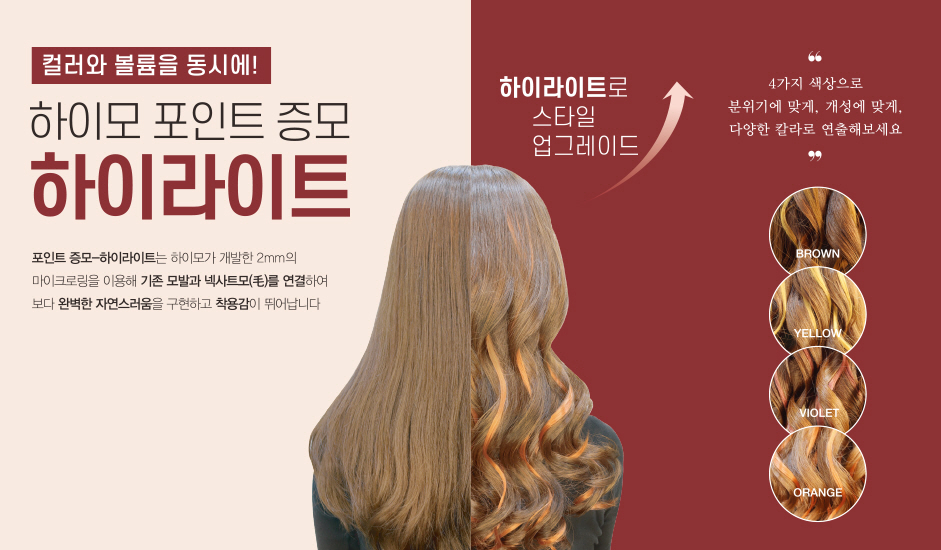 컬러와 볼륨을 동시에!
하이모 포인트 증모
하이라이트
포인트 증모-하이라이트는 하이모가 개발한 2mm의
마이크로링을 이용해 기존 모발과 넥사트모(毛)를 연결하여
보다 완벽한 자연스러움을 구현하고 착용감이 뛰어납니다
하이라이트로
스타일
업그레이드
❝
4가지 색상으로
분위기에 맞게, 개성에 맞게,
다양한 칼라로 연출해보세요
❞
BROWN
YELLOW
VIOLET
ORANGE